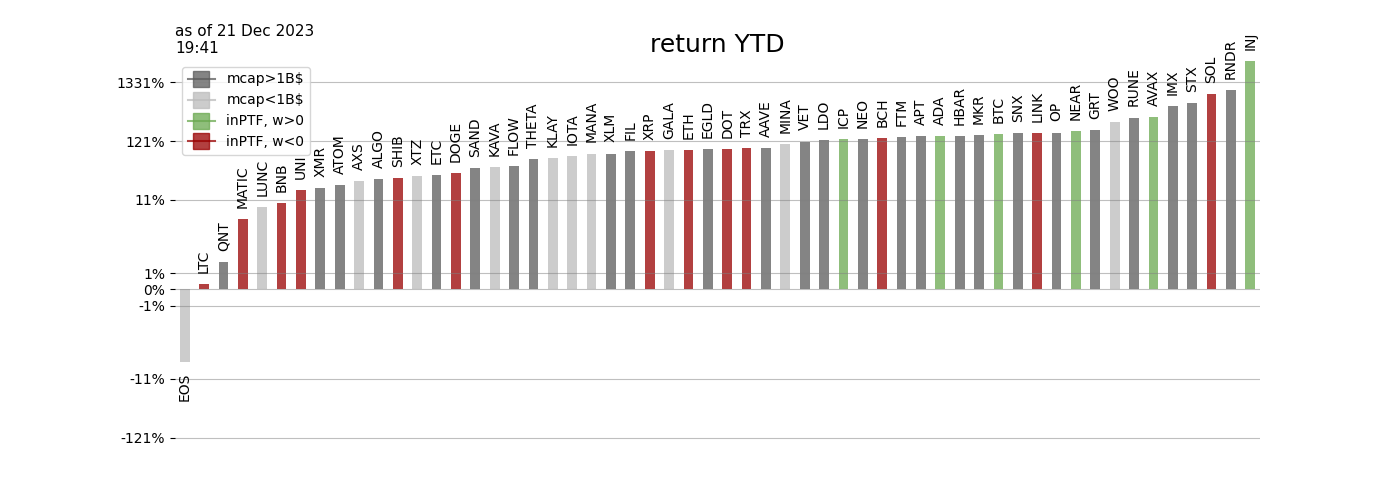 as of 21 Dec 2023
19:41
return YTD
mcap>1B$
mcap<1B$
inPTF, w>0
inPTF, w<0
1331%
121%
11%
1%
0%
-1%
-11%
-121%
EOS
LTC
QNT
MATIC
LUNC
BNB
UNI
XMR
ATOM
AXS
ALGO
SHIB
XTZ
ETC
DOGE
SAND
KAVA
FLOW
THETA
KLAY
IOTA
MANA
XLM
FIL
XRP
GALA
ETH
EGLD
DOT
TRX
AAVE
MINA
VET
LDO
ICP
NEO
BCH
FTM
APT
ADA
HBAR
MKR
BTC
SNX
LINK
OP
NEAR
GRT
WOO
RUNE
AVAX
IMX
STX
SOL
RNDR
INJ